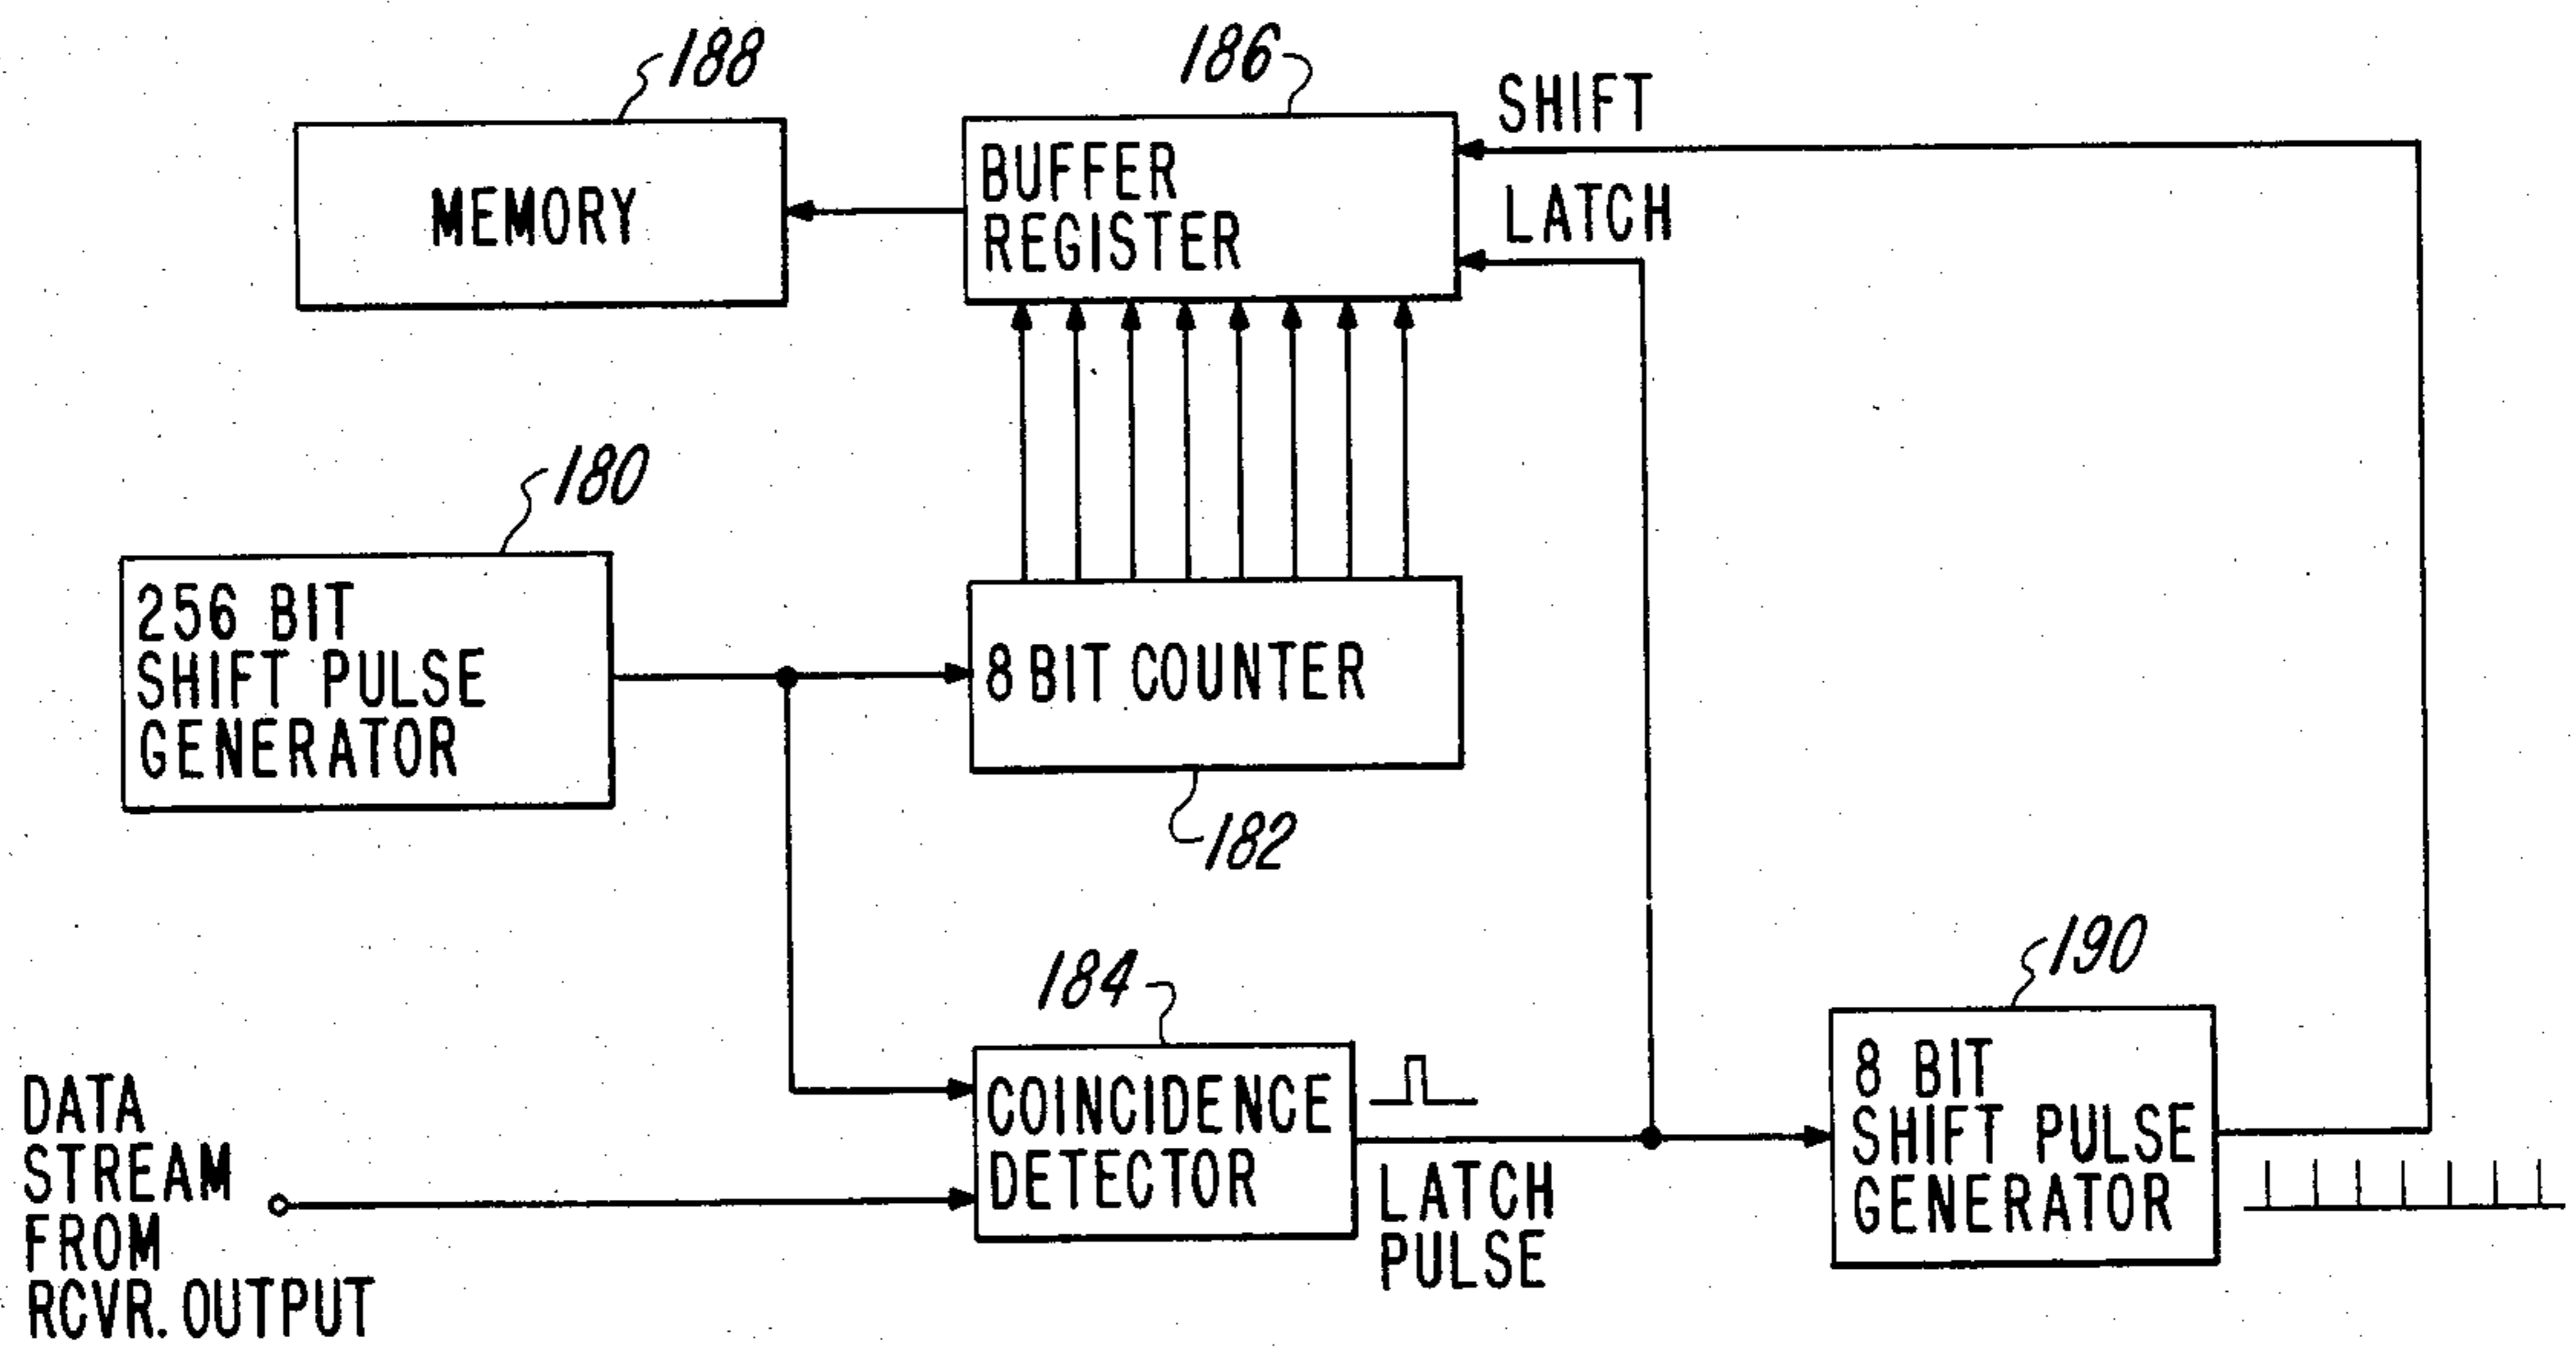 188
186
SHIFT
MEMORY
BUFFER
REGISTER
LATCH
180
256 BIT
SHIFT PULSE
GENERATOR
8 BIT COUNTER
182
190
184
DATA
STREAM
FROM
RCVR. OUTPUT
COINCIDENCE
DETECTOR
LATCH
PULSE
8 BIT
SHIFT PULSE
GENERATOR